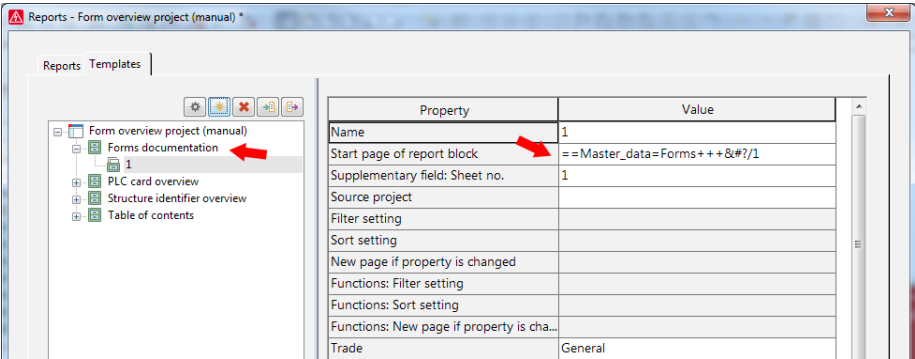 Reports - Form overview project (manual) *
Reports Templates
Form overview project (manual)
Forms documentation
1
PLC card overview
Structure identifier overview
Table of contents
Property Value
Name 1
Start page of report block ==Master_data=Forms+++&#?/1
Supplementary field: Sheet no. 1
Source project
Filter setting
Sort setting
New page if property is changed
Functions: Filter setting
Functions: Sort setting
Functions: New page if property is cha...
Trade General